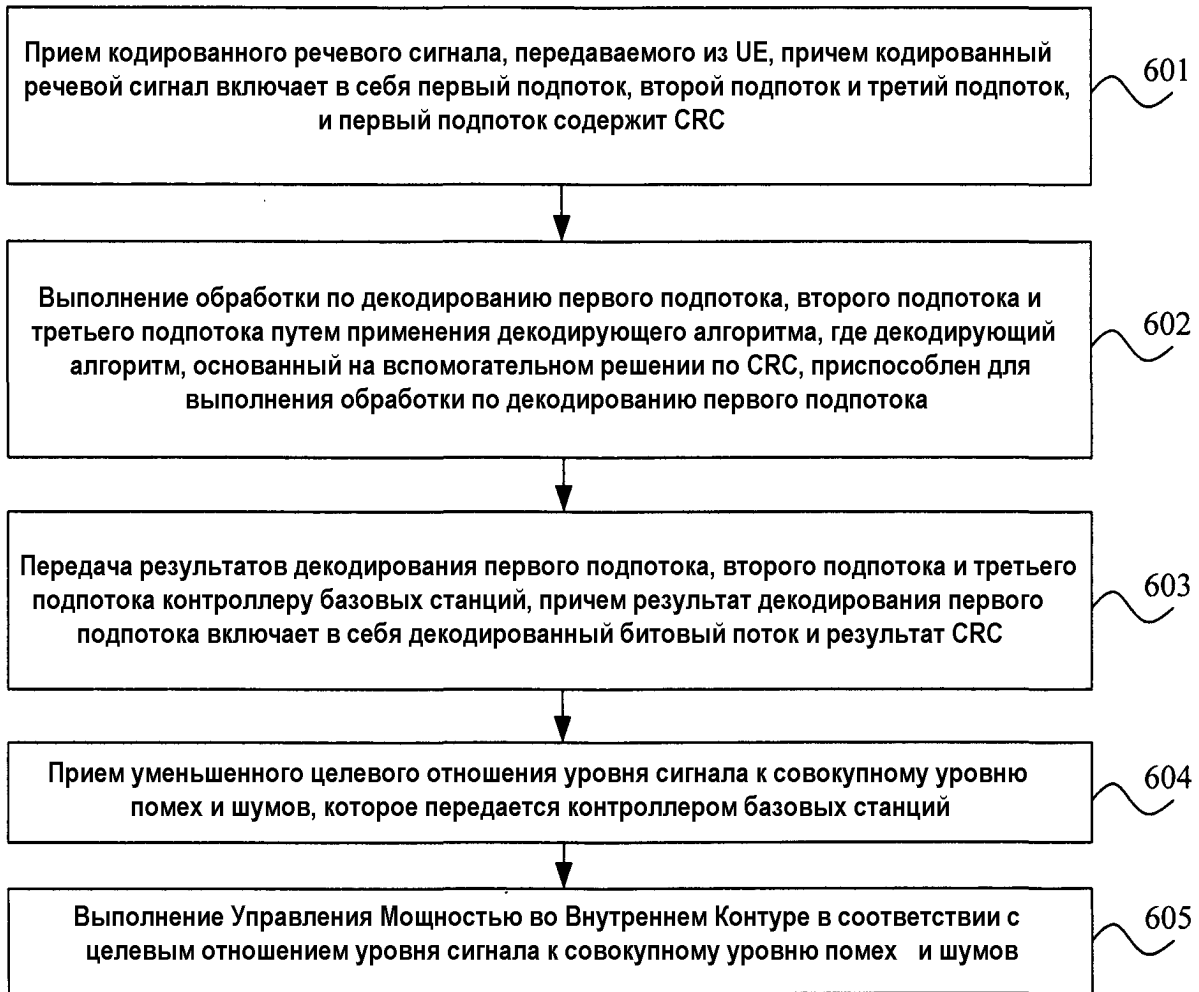 Прием кодированного речевого сигнала, передаваемого из UE, причем кодированный
речевой сигнал включает в себя первый подпоток, второй подпоток и третий подпоток,
и первый подпоток содержит CRC
601
Выполнение обработки по декодированию первого подпотока, второго подпотока и
третьего подпотока путем применения декодирующего алгоритма, где декодирующий
алгоритм, основанный на вспомогательном решении по CRC, приспособлен для
выполнения обработки по декодированию первого подпотока
602
Передача результатов декодирования первого подпотока, второго подпотока и третьего
подпотока контроллеру базовых станций, причем результат декодирования первого
подпотока включает в себя декодированный битовый поток и результат CRC
603
Прием уменьшенного целевого отношения уровня сигнала к совокупному уровню
помех и шумов, которое передается контроллером базовых станций
604
Выполнение Управления Мощностью во Внутреннем Контуре в соответствии с
целевым отношением уровня сигнала к совокупному уровню помех и шумов
605